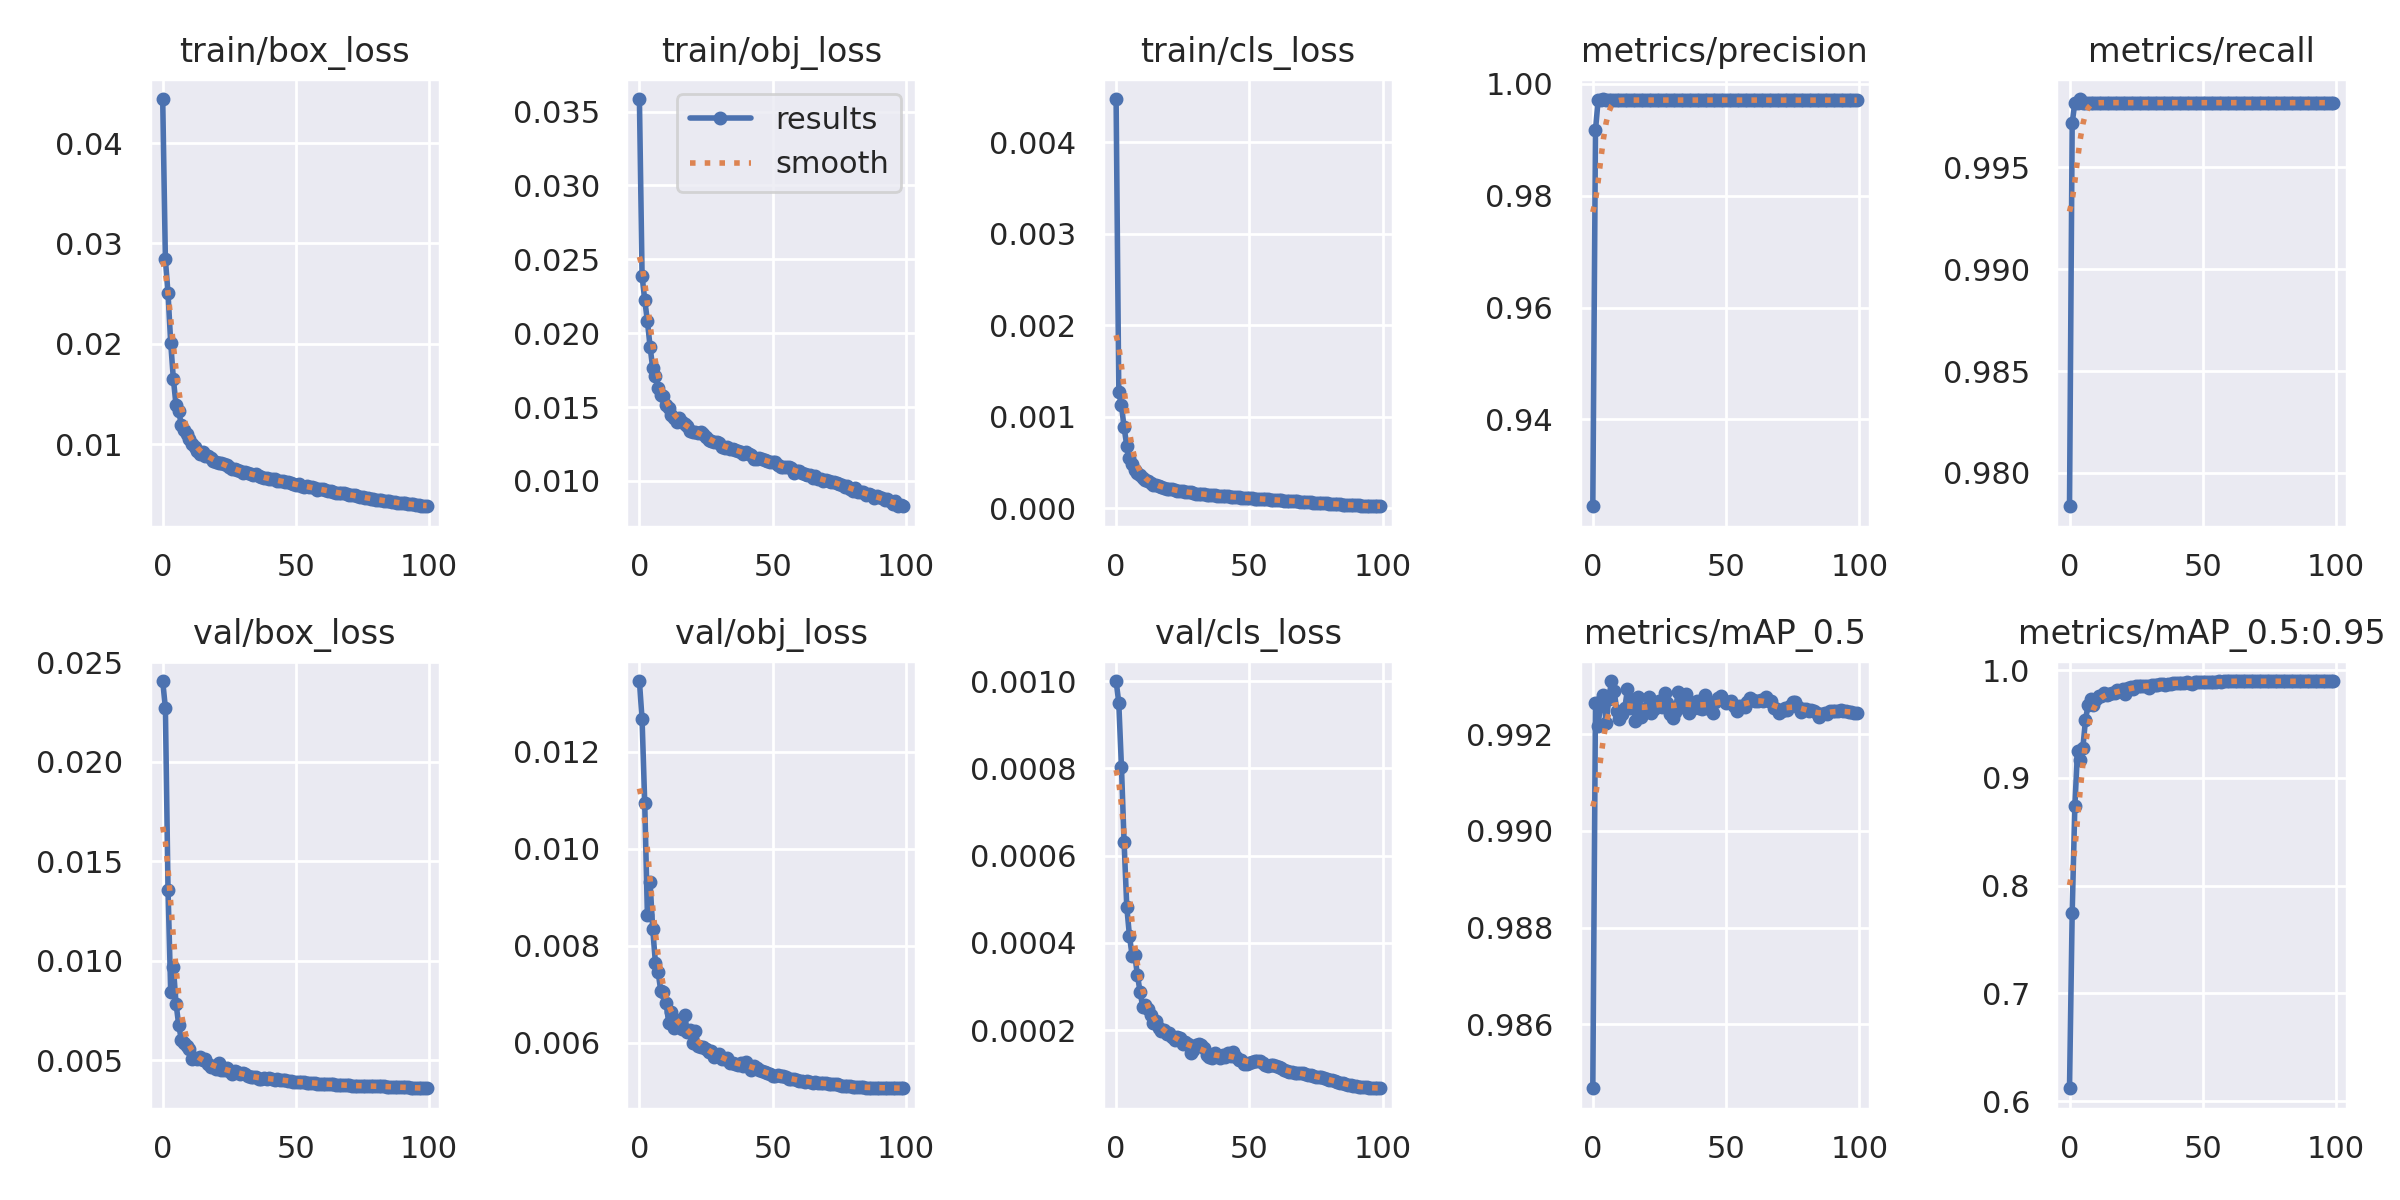 train/box_loss
0.04
0.03
0.02
0.01
0 50 100
train/obj_loss
results
smooth
0.035
0.030
0.025
0.020
0.015
0.010
0 50 100
train/cls_loss
0.004
0.003
0.002
0.001
0.000
0 50 100
metrics/precision
1.00
0.98
0.96
0.94
0 50 100
metrics/recall
0.995
0.990
0.985
0.980
0 50 100
val/box_loss
0.025
0.020
0.015
0.010
0.005
0 50 100
val/obj_loss
0.012
0.010
0.008
0.006
0 50 100
val/cls_loss
0.0010
0.0008
0.0006
0.0004
0.0002
0 50 100
metrics/mAP_0.5
0.992
0.990
0.988
0.986
0 50 100
metrics/mAP_0.5:0.95
1.0
0.9
0.8
0.7
0.6
0 50 100